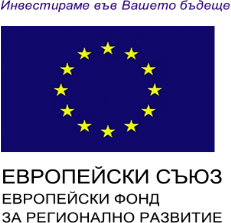 Инвестираме във Вашето бъдеще
ЕВРОПЕЙСКИ СЪЮЗ
ЕВРОПЕЙСКИ ФОНД
ЗА РЕГИОНАЛНО РАЗВИТИЕ